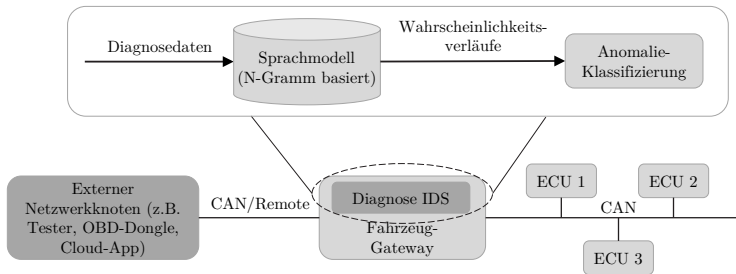 Diagnosedaten
Sprachmodell
(N-Gramm basiert)
Wahrscheinlichkeits-
verläufe
Anomalie-
Klassifizierung
Externer
Netzwerkknoten (z.B.
Tester, OBD-Dongle,
Cloud-App)
CAN/Remote
Diagnose IDS
Fahrzeug-
Gateway
ECU 1
ECU 2
CAN
ECU 3